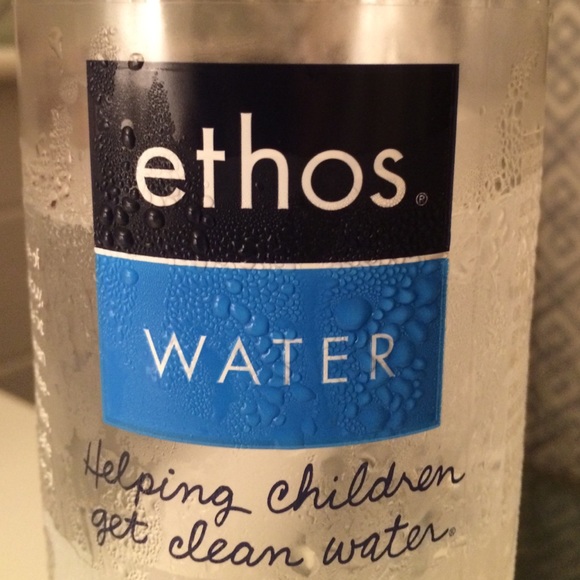 ethos®
WATER
Helping children
get clean water.